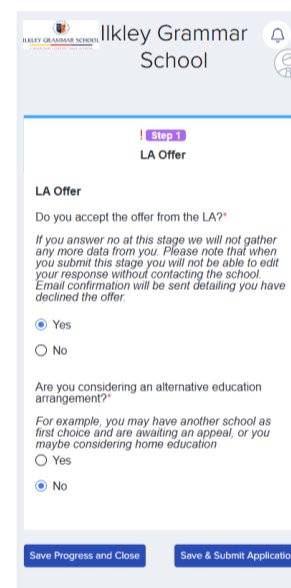 ILKLEY GRAMMAR SCHOOL
Ilkley Grammar
School
! Step 1
LA Offer
LA Offer
Do you accept the offer from the LA?*
If you answer no at this stage we will not gather
any more data from you. Please note that when
you submit this stage you will not be able to edit
your response without contacting the school.
Email confirmation will be sent detailing you have
declined the offer.
Yes
No
Are you considering an alternative education
arrangement?*
For example, you may have another school as
first choice and are awaiting an appeal, or you
maybe considering home education
Yes
No
Save Progress and Close
Save & Submit Applicatio